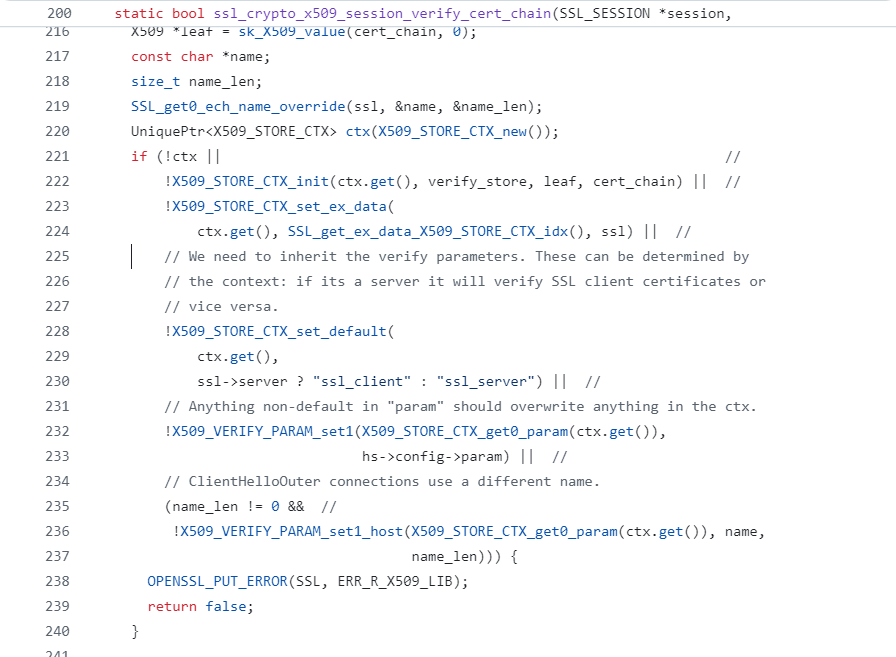 200 static bool ssl_crypto_x509_session_verify_cert_chain(SSL_SESSION *session,
216 X509 *leaf = sk_X509_value(cert_chain, 0);
217 const char *name;
218 size_t name_len;
219 SSL_get0_ech_name_override(ssl, &name, &name_len);
220 UniquePtr<X509_STORE_CTX> ctx(X509_STORE_CTX_new());
221 if (!ctx || //
222 !X509_STORE_CTX_init(ctx.get(), verify_store, leaf, cert_chain) || //
223 !X509_STORE_CTX_set_ex_data(
224 ctx.get(), SSL_get_ex_data_X509_STORE_CTX_idx(), ssl) || //
225 // We need to inherit the verify parameters. These can be determined by
226 // the context: if its a server it will verify SSL client certificates or
227 // vice versa.
228 !X509_STORE_CTX_set_default(
229 ctx.get(),
230 ssl->server ? "ssl_client" : "ssl_server") || //
231 // Anything non-default in "param" should overwrite anything in the ctx.
232 !X509_VERIFY_PARAM_set1(X509_STORE_CTX_get0_param(ctx.get()),
233 hs->config->param) || //
234 // ClientHelloOuter connections use a different name.
235 (name_len != 0 && //
236 !X509_VERIFY_PARAM_set1_host(X509_STORE_CTX_get0_param(ctx.get()), name,
237 name_len))) {
238 OPENSSL_PUT_ERROR(SSL, ERR_R_X509_LIB);
239 return false;
240 }
241